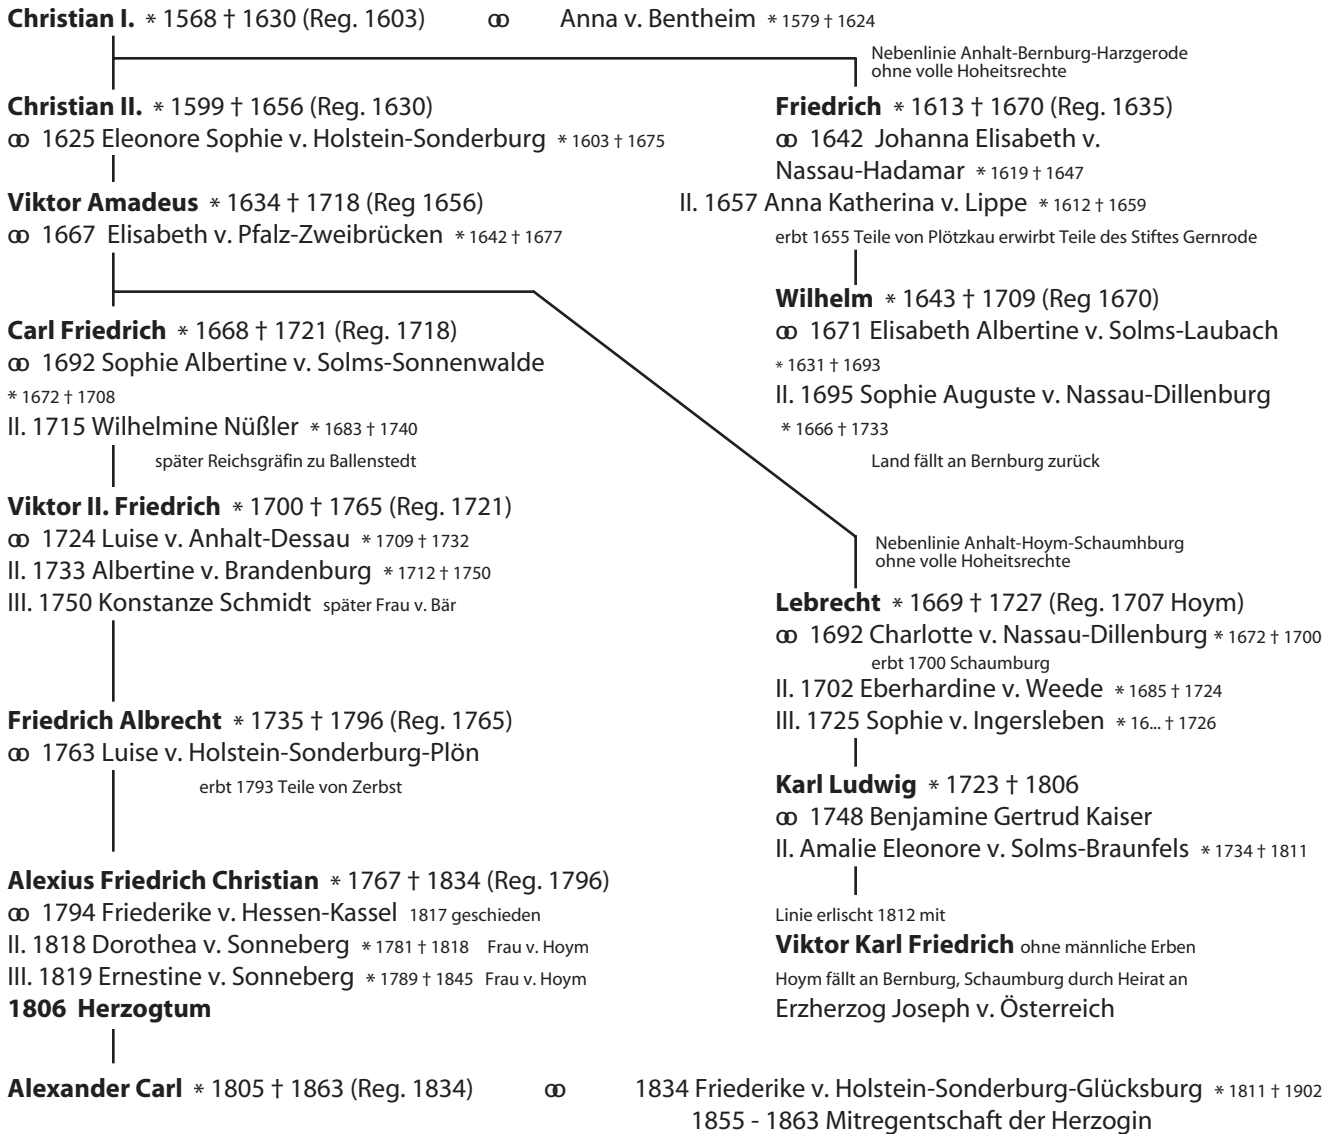 Christian I. * 1568 † 1630 (Reg. 1603) ⚭ Anna v. Bentheim * 1579 † 1624
Nebenlinie Anhalt-Bernburg-Harzgerode
ohne volle Hoheitsrechte
Christian II. * 1599 † 1656 (Reg. 1630)
⚭ 1625 Eleonore Sophie v. Holstein-Sonderburg * 1603 † 1675
Viktor Amadeus * 1634 † 1718 (Reg 1656)
⚭ 1667 Elisabeth v. Pfalz-Zweibrücken * 1642 † 1677
Carl Friedrich * 1668 † 1721 (Reg. 1718)
⚭ 1692 Sophie Albertine v. Solms-Sonnenwalde
* 1672 † 1708
II. 1715 Wilhelmine Nüßler * 1683 † 1740
später Reichsgräfin zu Ballenstedt
Viktor II. Friedrich * 1700 † 1765 (Reg. 1721)
⚭ 1724 Luise v. Anhalt-Dessau * 1709 † 1732
II. 1733 Albertine v. Brandenburg * 1712 † 1750
III. 1750 Konstanze Schmidt später Frau v. Bär
Friedrich Albrecht * 1735 † 1796 (Reg. 1765)
⚭ 1763 Luise v. Holstein-Sonderburg-Plön
erbt 1793 Teile von Zerbst
Alexius Friedrich Christian * 1767 † 1834 (Reg. 1796)
⚭ 1794 Friederike v. Hessen-Kassel 1817 geschieden
II. 1818 Dorothea v. Sonneberg * 1781 † 1818 Frau v. Hoym
III. 1819 Ernestine v. Sonneberg * 1789 † 1845 Frau v. Hoym
1806 Herzogtum
Friedrich * 1613 † 1670 (Reg. 1635)
⚭ 1642 Johanna Elisabeth v.
Nassau-Hadamar * 1619 † 1647
II. 1657 Anna Katherina v. Lippe * 1612 † 1659
erbt 1655 Teile von Plötzkau erwirbt Teile des Stiftes Gernrode
Wilhelm * 1643 † 1709 (Reg 1670)
⚭ 1671 Elisabeth Albertine v. Solms-Laubach
* 1631 † 1693
II. 1695 Sophie Auguste v. Nassau-Dillenburg
* 1666 † 1733
Land fällt an Bernburg zurück
Nebenlinie Anhalt-Hoym-Schaumhburg
ohne volle Hoheitsrechte
Lebrecht * 1669 † 1727 (Reg. 1707 Hoym)
⚭ 1692 Charlotte v. Nassau-Dillenburg * 1672 † 1700
erbt 1700 Schaumburg
II. 1702 Eberhardine v. Weede * 1685 † 1724
III. 1725 Sophie v. Ingersleben * 16... † 1726
Karl Ludwig * 1723 † 1806
⚭ 1748 Benjamine Gertrud Kaiser
II. Amalie Eleonore v. Solms-Braunfels * 1734 † 1811
Linie erlischt 1812 mit
Viktor Karl Friedrich ohne männliche Erben
Hoym fällt an Bernburg, Schaumburg durch Heirat an
Erzherzog Joseph v. Österreich
Alexander Carl * 1805 † 1863 (Reg. 1834) ⚭ 1834 Friederike v. Holstein-Sonderburg-Glücksburg * 1811 † 1902
1855 - 1863 Mitregentschaft der Herzogin